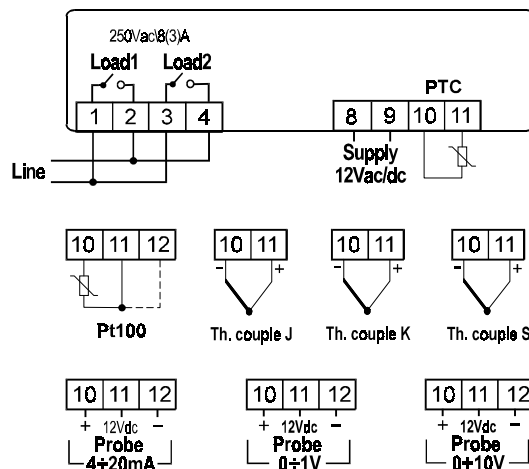 250Vac\8(3)A
Load1 Load2
PTC
1 2 3 4
8 9 10 11
Supply
12Vac/dc
Line
10 11 12
Pt100
10 11
- +
Th. couple J
10 11
- +
Th. couple K
10 11
- +
Th. couple S
10 11 12
+ 12Vdc -
Probe
4÷20mA
10 11 12
+ 12Vdc -
Probe
0÷1V
10 11 12
+ 12Vdc -
Probe
0÷10V